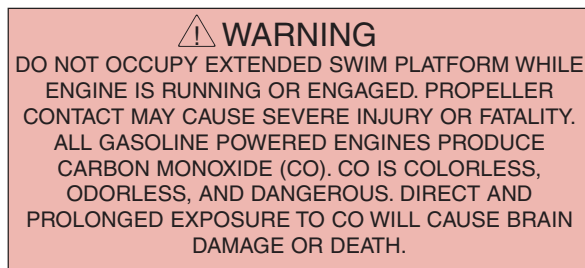 ⚠ WARNING
DO NOT OCCUPY EXTENDED SWIM PLATFORM WHILE
ENGINE IS RUNNING OR ENGAGED. PROPELLER
CONTACT MAY CAUSE SEVERE INJURY OR FATALITY.
ALL GASOLINE POWERED ENGINES PRODUCE
CARBON MONOXIDE (CO). CO IS COLORLESS,
ODORLESS, AND DANGEROUS. DIRECT AND
PROLONGED EXPOSURE TO CO WILL CAUSE BRAIN
DAMAGE OR DEATH.